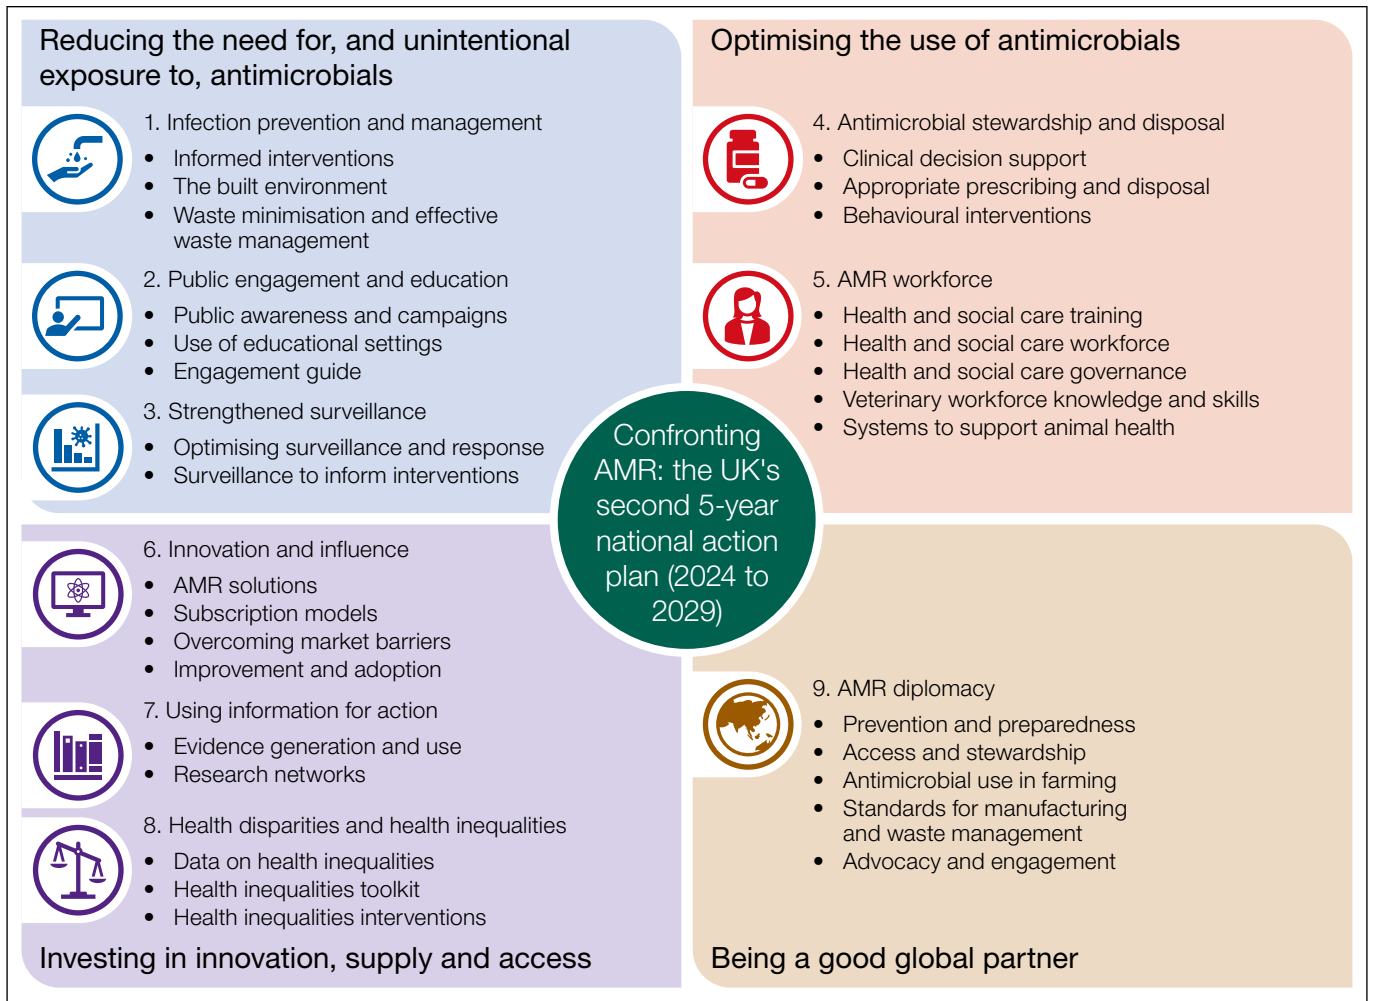 Reducing the need for, and unintentional
exposure to, antimicrobials
1. Infection prevention and management
• Informed interventions
• The built environment
• Waste minimisation and effective
waste management
2. Public engagement and education
• Public awareness and campaigns
• Use of educational settings
• Engagement guide
3. Strengthened surveillance
• Optimising surveillance and response
• Surveillance to inform interventions
Optimising the use of antimicrobials
4. Antimicrobial stewardship and disposal
• Clinical decision support
• Appropriate prescribing and disposal
• Behavioural interventions
5. AMR workforce
• Health and social care training
• Health and social care workforce
• Health and social care governance
• Veterinary workforce knowledge and skills
• Systems to support animal health
Confronting
AMR: the UK's
second 5-year
national action
plan (2024 to
2029)
6. Innovation and influence
• AMR solutions
• Subscription models
• Overcoming market barriers
• Improvement and adoption
7. Using information for action
• Evidence generation and use
• Research networks
8. Health disparities and health inequalities
• Data on health inequalities
• Health inequalities toolkit
• Health inequalities interventions
Investing in innovation, supply and access
9. AMR diplomacy
• Prevention and preparedness
• Access and stewardship
• Antimicrobial use in farming
• Standards for manufacturing
and waste management
• Advocacy and engagement
Being a good global partner